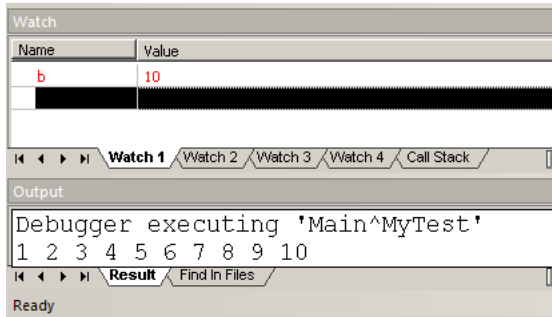 Watch
Name Value
b 10
Watch 1 Watch 2 Watch 3 Watch 4 Call Stack
Output
Debugger executing 'Main^MyTest'
1 2 3 4 5 6 7 8 9 10
Result Find In Files
Ready